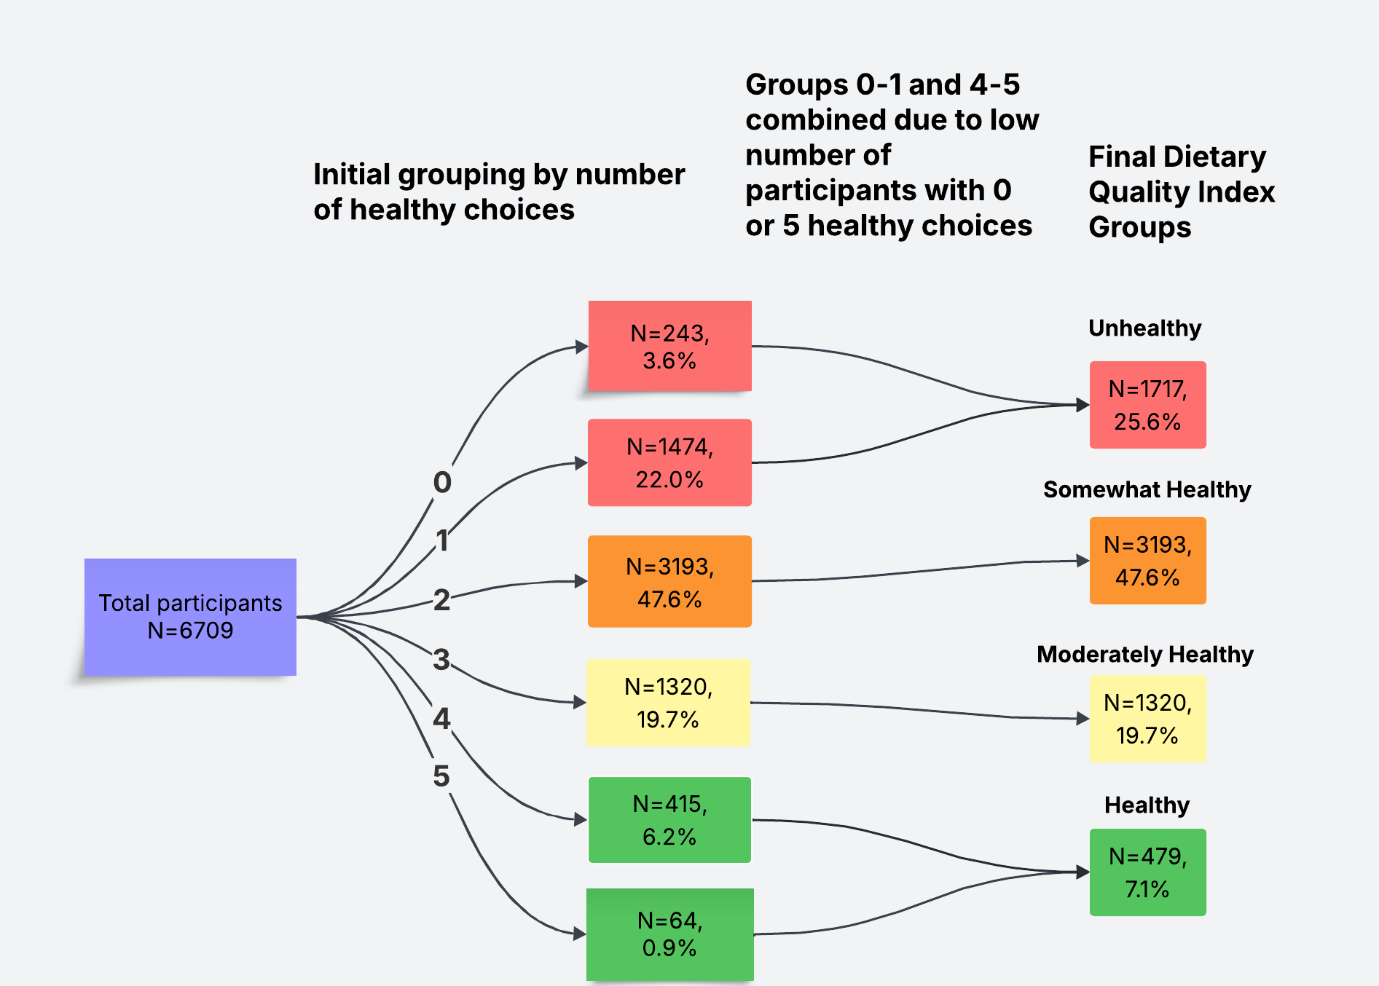 Groups 0-1 and 4-5
combined due to low
number of
participants with 0
or 5 healthy choices
Initial grouping by number
of healthy choices
Final Dietary
Quality Index
Groups
Total participants
N=6709
0
1
2
3
4
5
N=243,
3.6%
N=1474,
22.0%
N=3193,
47.6%
N=1320,
19.7%
N=415,
6.2%
N=64,
0.9%
Unhealthy
N=1717,
25.6%
Somewhat Healthy
N=3193,
47.6%
Moderately Healthy
N=1320,
19.7%
Healthy
N=479,
7.1%